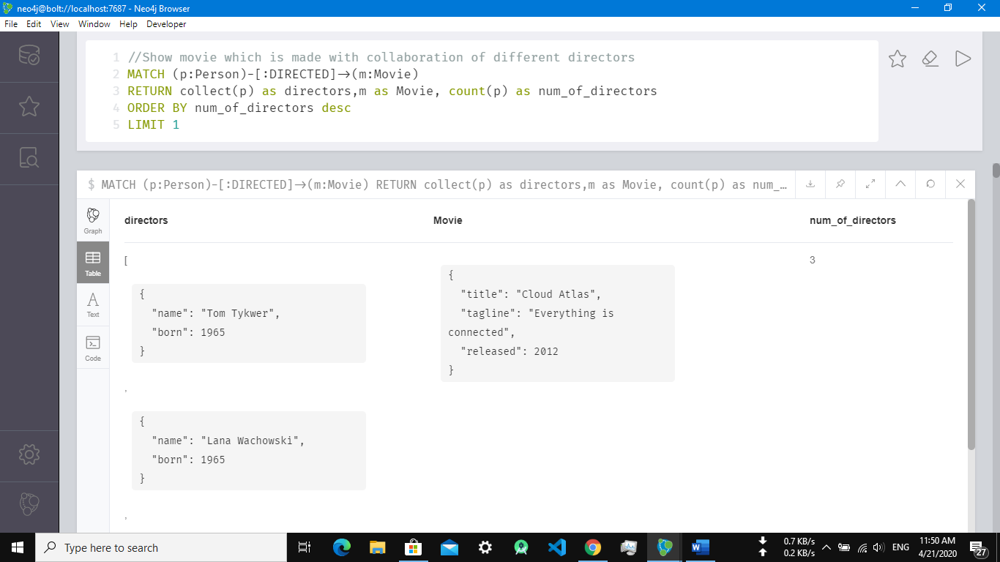 neo4j@bolt://localhost:7687 - Neo4j Browser
File Edit View Window Help Developer
1 //Show movie which is made with collaboration of different directors
2 MATCH (p:Person)-[:DIRECTED]->(m:Movie)
3 RETURN collect(p) as directors,m as Movie, count(p) as num_of_directors
4 ORDER BY num_of_directors desc
5 LIMIT 1
$ MATCH (p:Person)-[:DIRECTED]->(m:Movie) RETURN collect(p) as directors,m as Movie, count(p) as num_…
Graph
Table
Text
Code
directors Movie num_of_directors
[
{
"name": "Tom Tykwer",
"born": 1965
}
,
{
"name": "Lana Wachowski",
"born": 1965
}
,
{
"title": "Cloud Atlas",
"tagline": "Everything is
connected",
"released": 2012
}
3
Type here to search
0.7 KB/s
0.2 KB/s
ENG
11:50 AM
4/21/2020
27